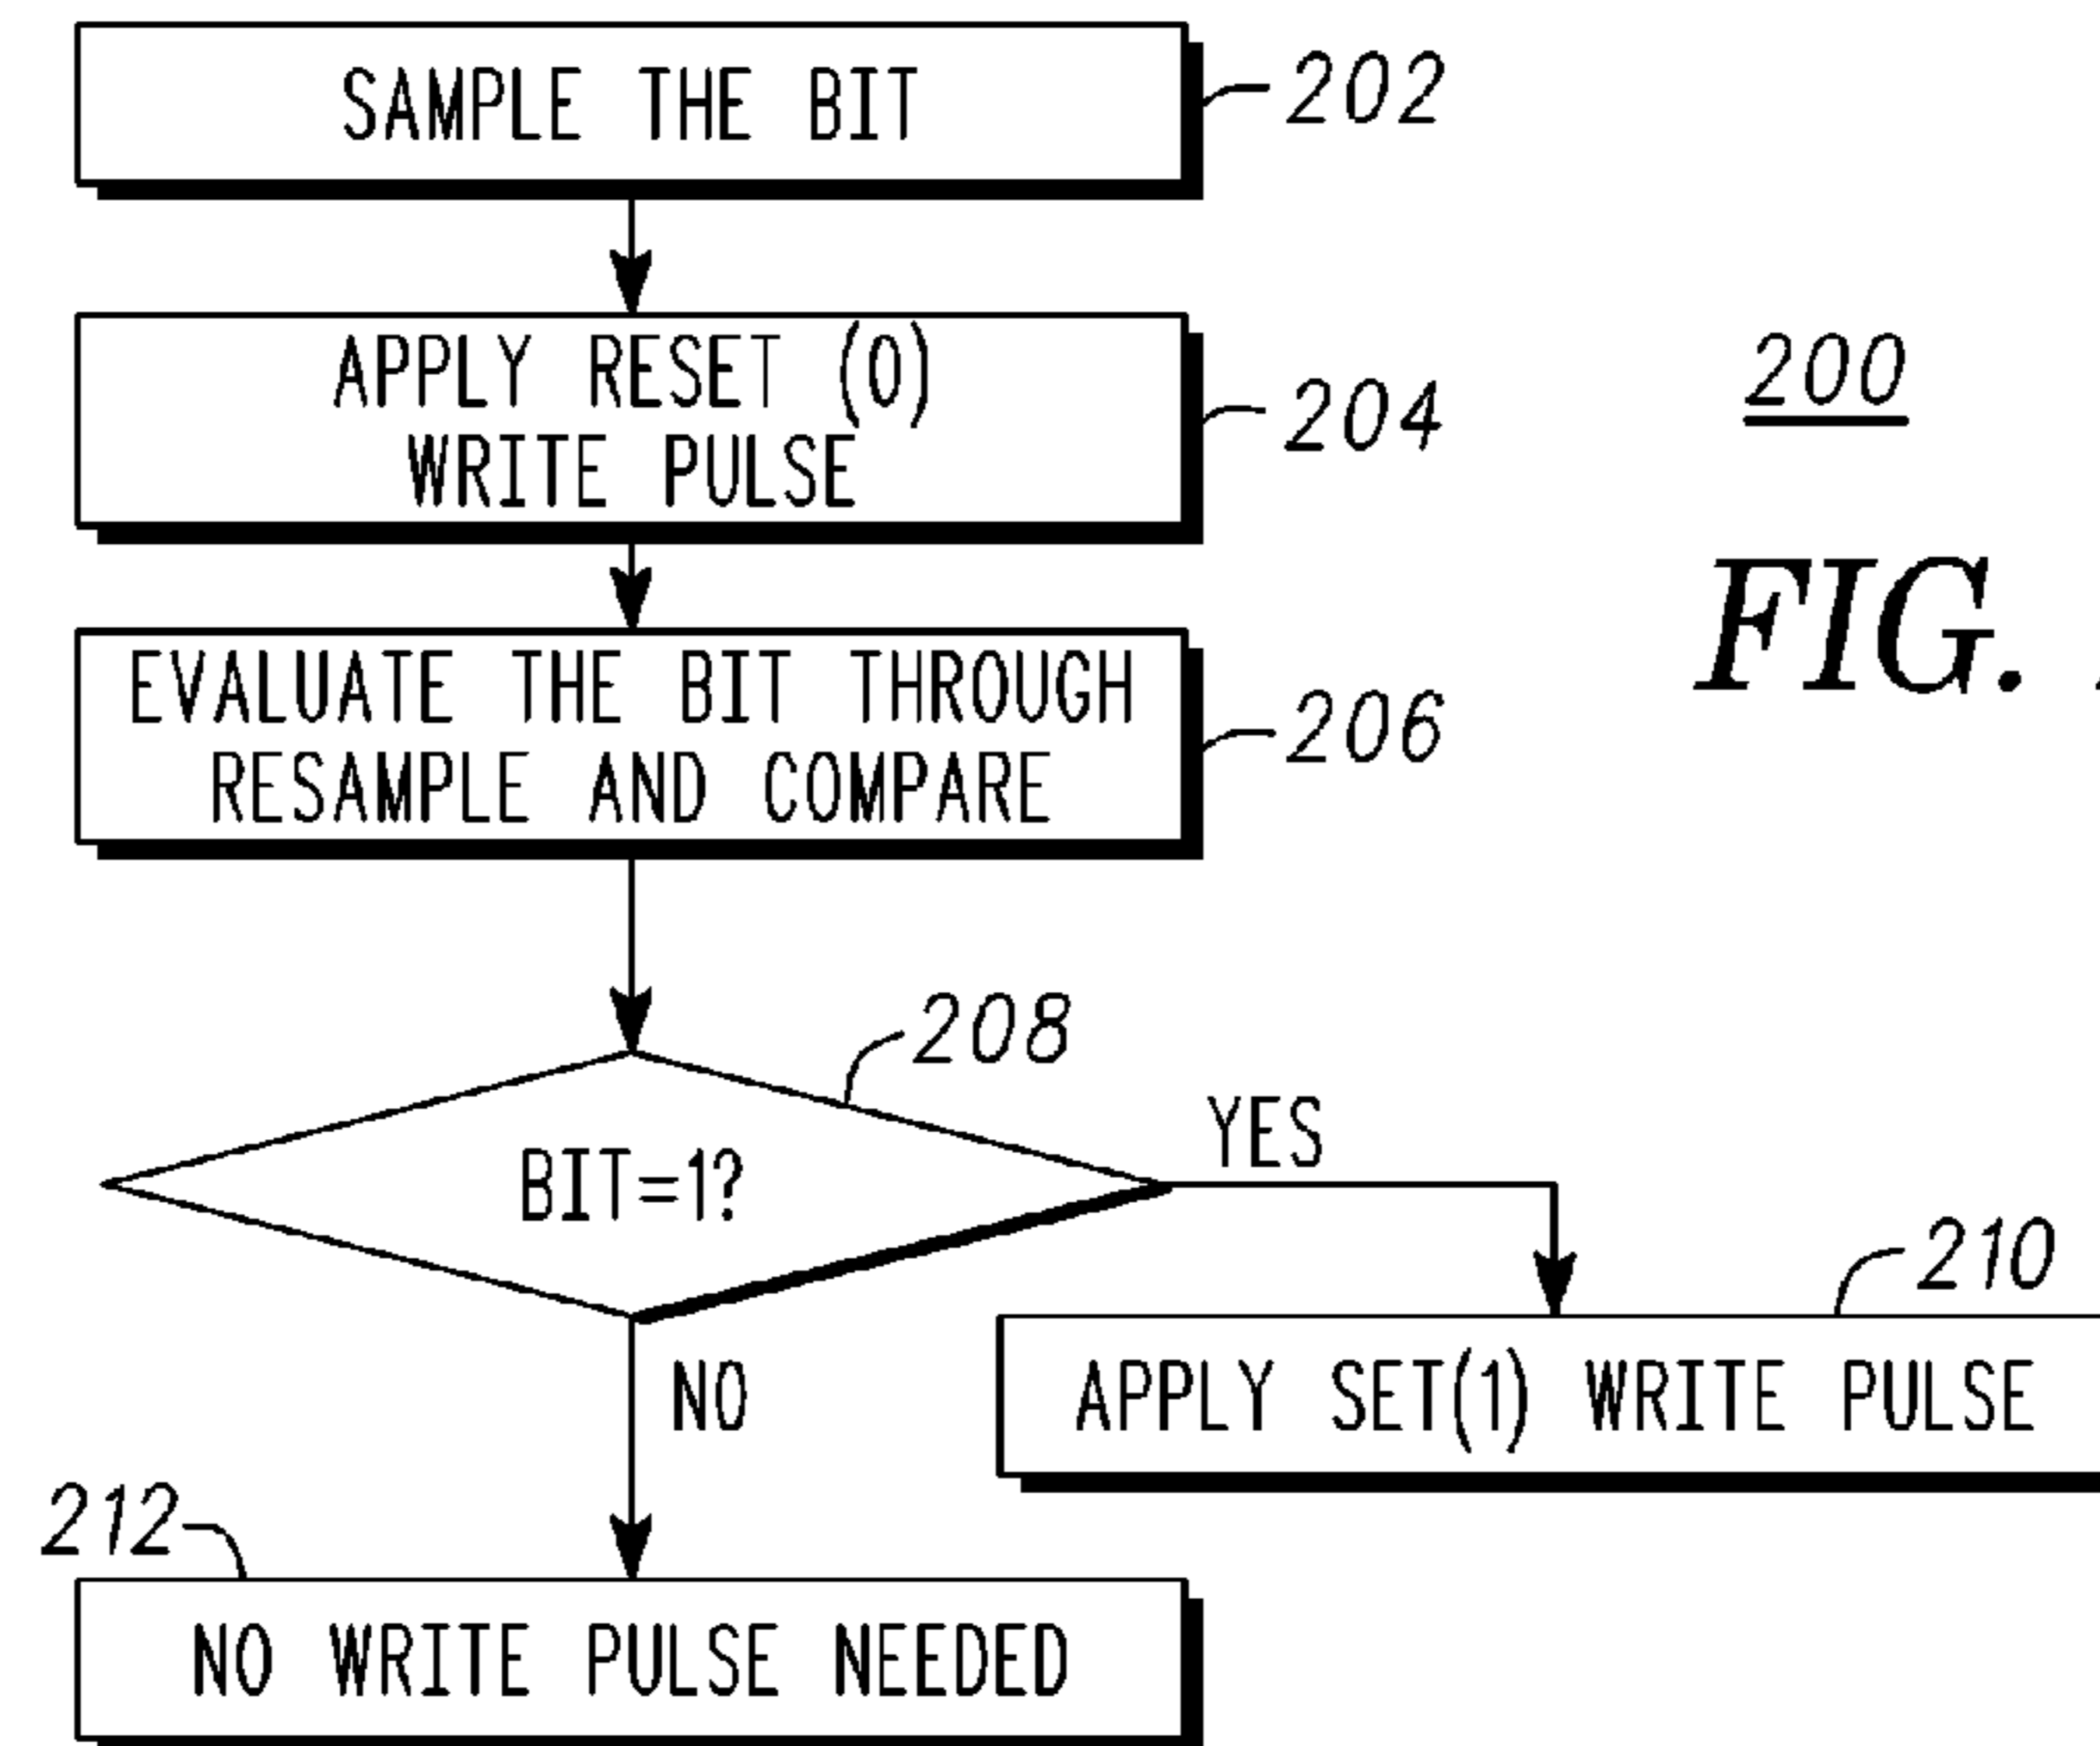 SAMPLE THE BIT
202
APPLY RESET (0)
WRITE PULSE
204
200
FIG.
EVALUATE THE BIT THROUGH
RESAMPLE AND COMPARE
206
208
BIT=1?
YES
210
APPLY SET(1) WRITE PULSE
NO
212
NO WRITE PULSE NEEDED